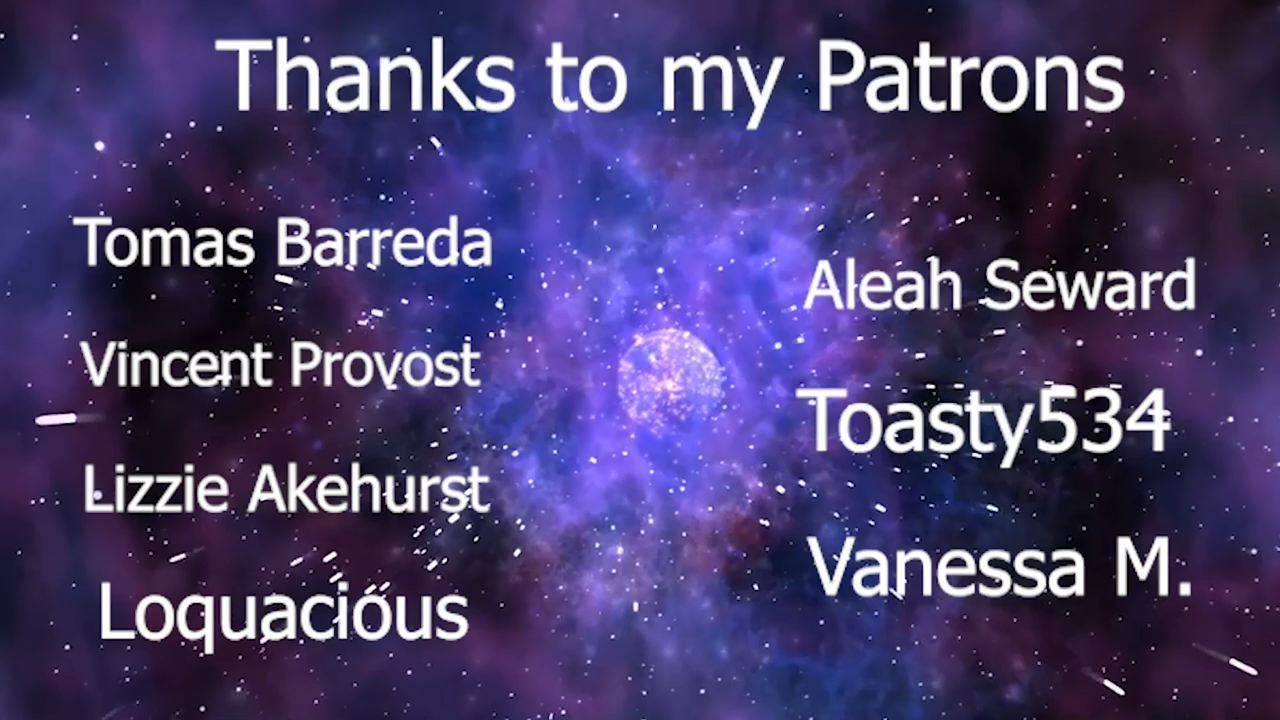 Thanks to my Patrons
Tomas Barreda
Vincent Provost
Lizzie Akehurst
Loquacious
Aleah Seward
Toasty534
Vanessa M.